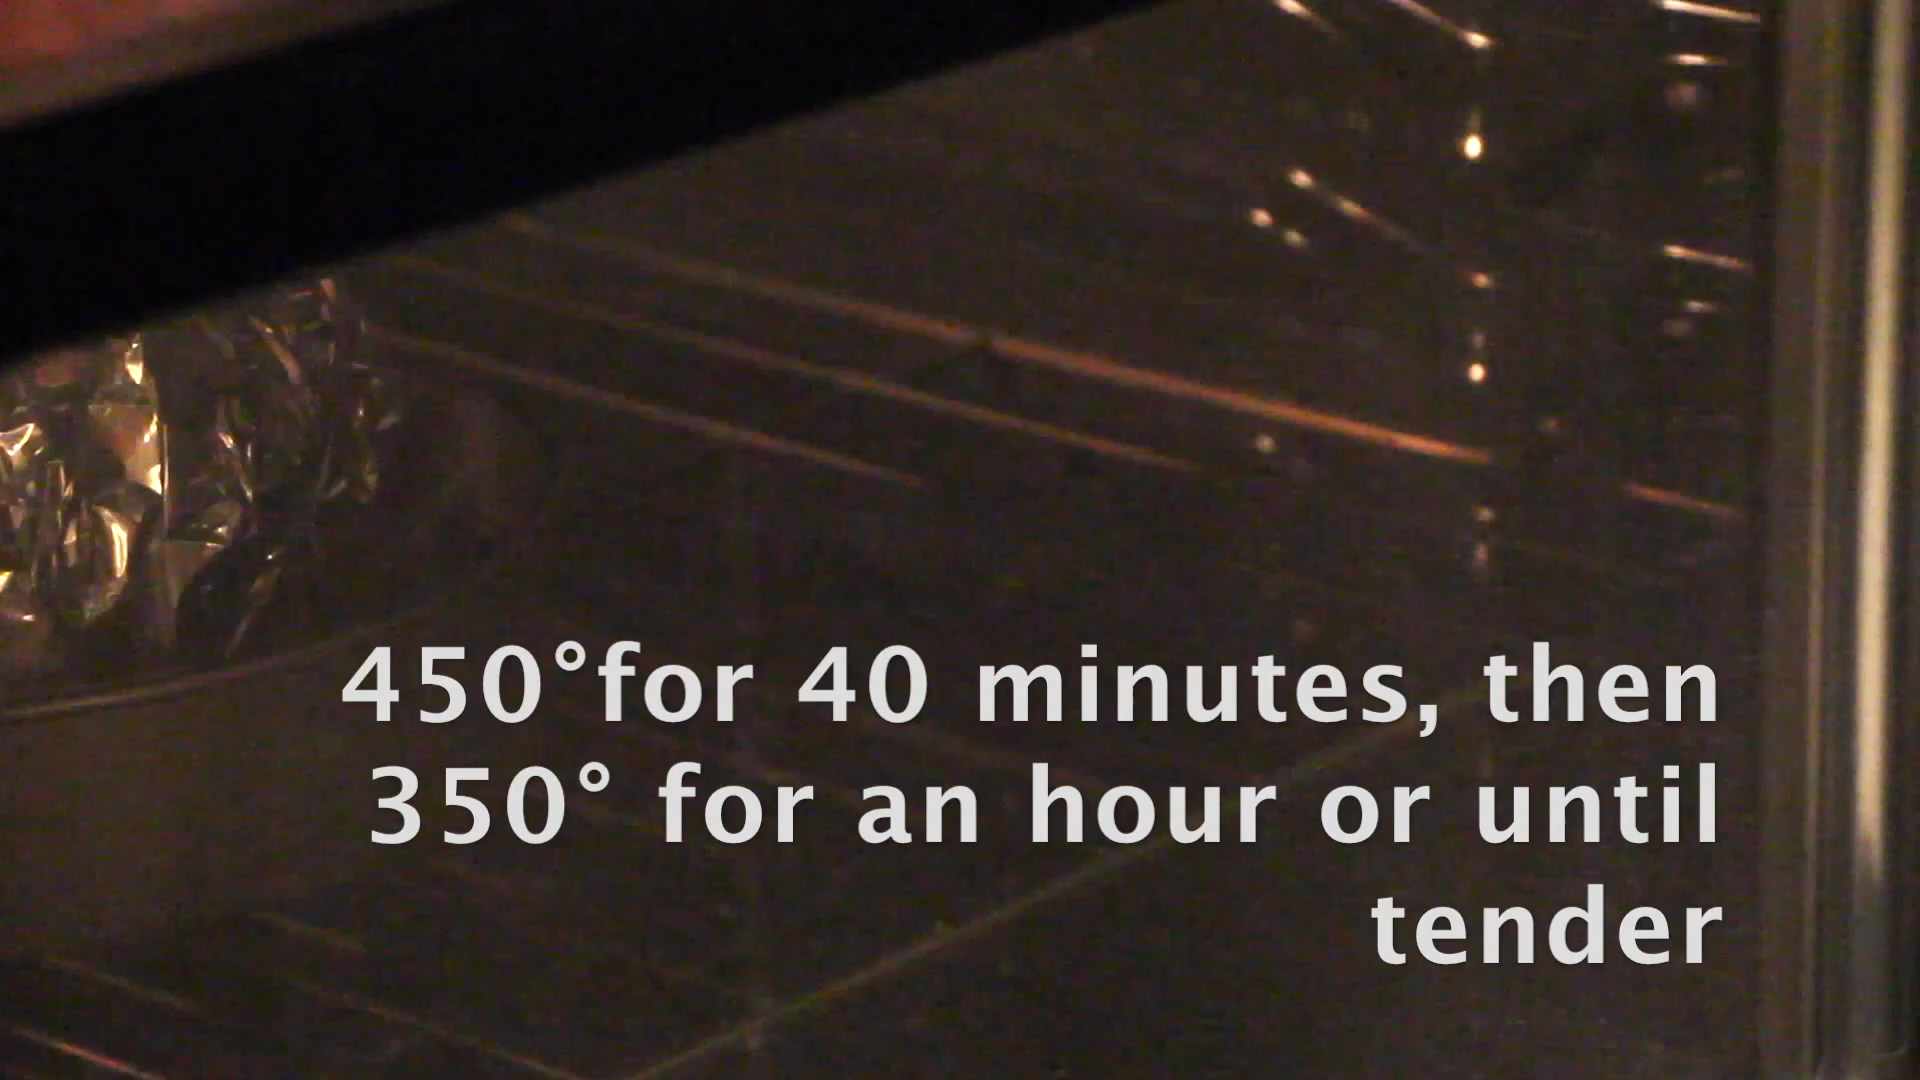 450°for 40 minutes, then
350° for an hour or until
tender